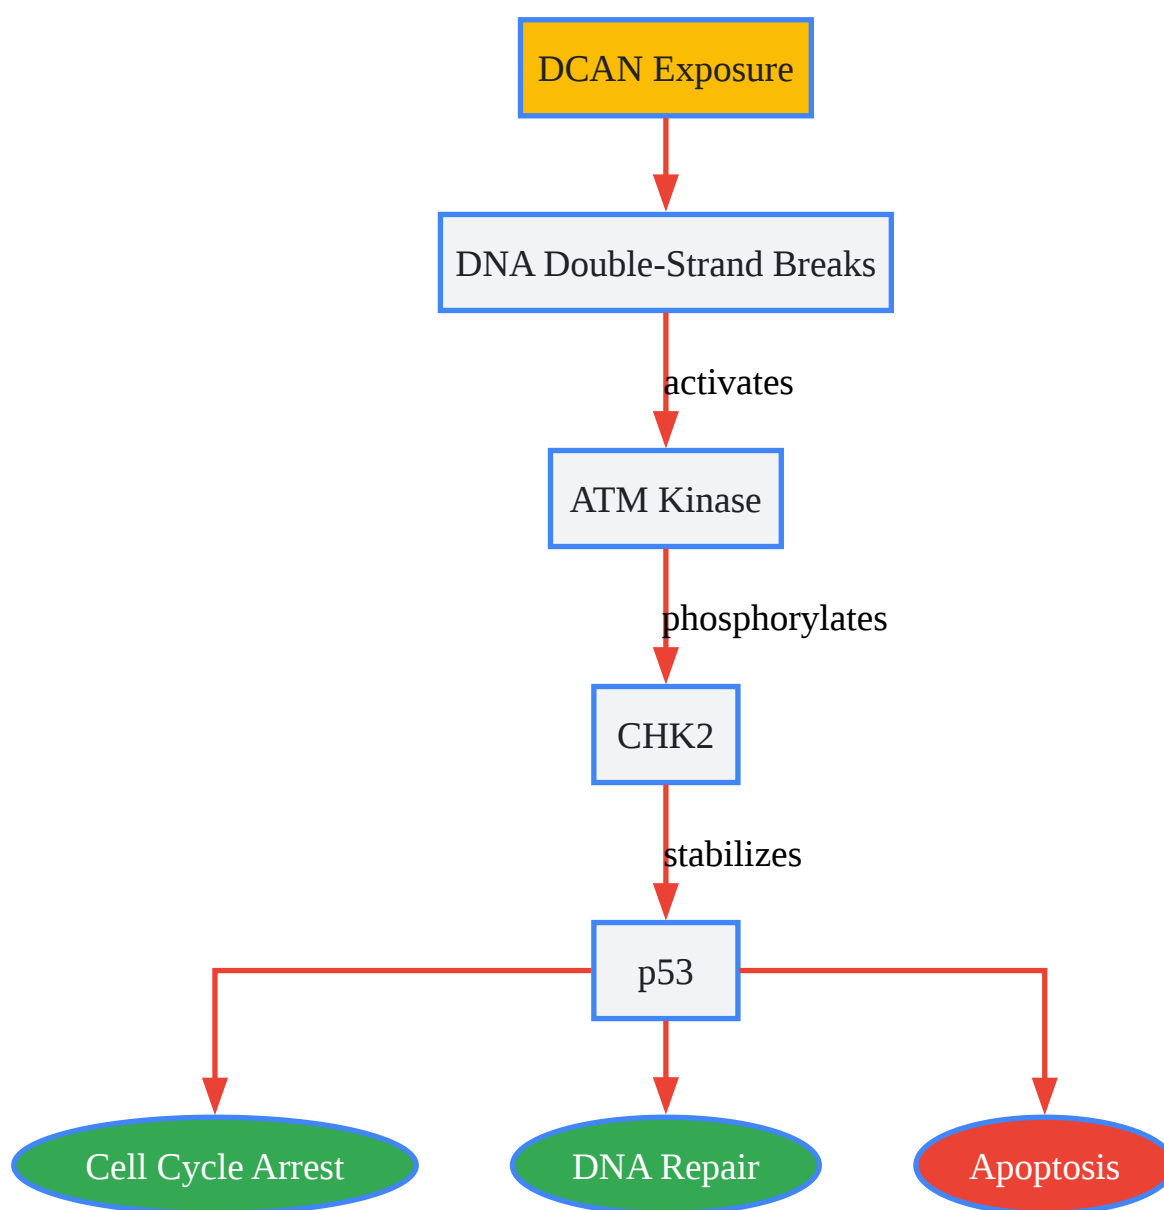 DCAN Exposure
DNA Double-Strand Breaks
activates
ATM Kinase
phosphorylates
CHK2
stabilizes
p53
Cell Cycle Arrest
DNA Repair
Apoptosis